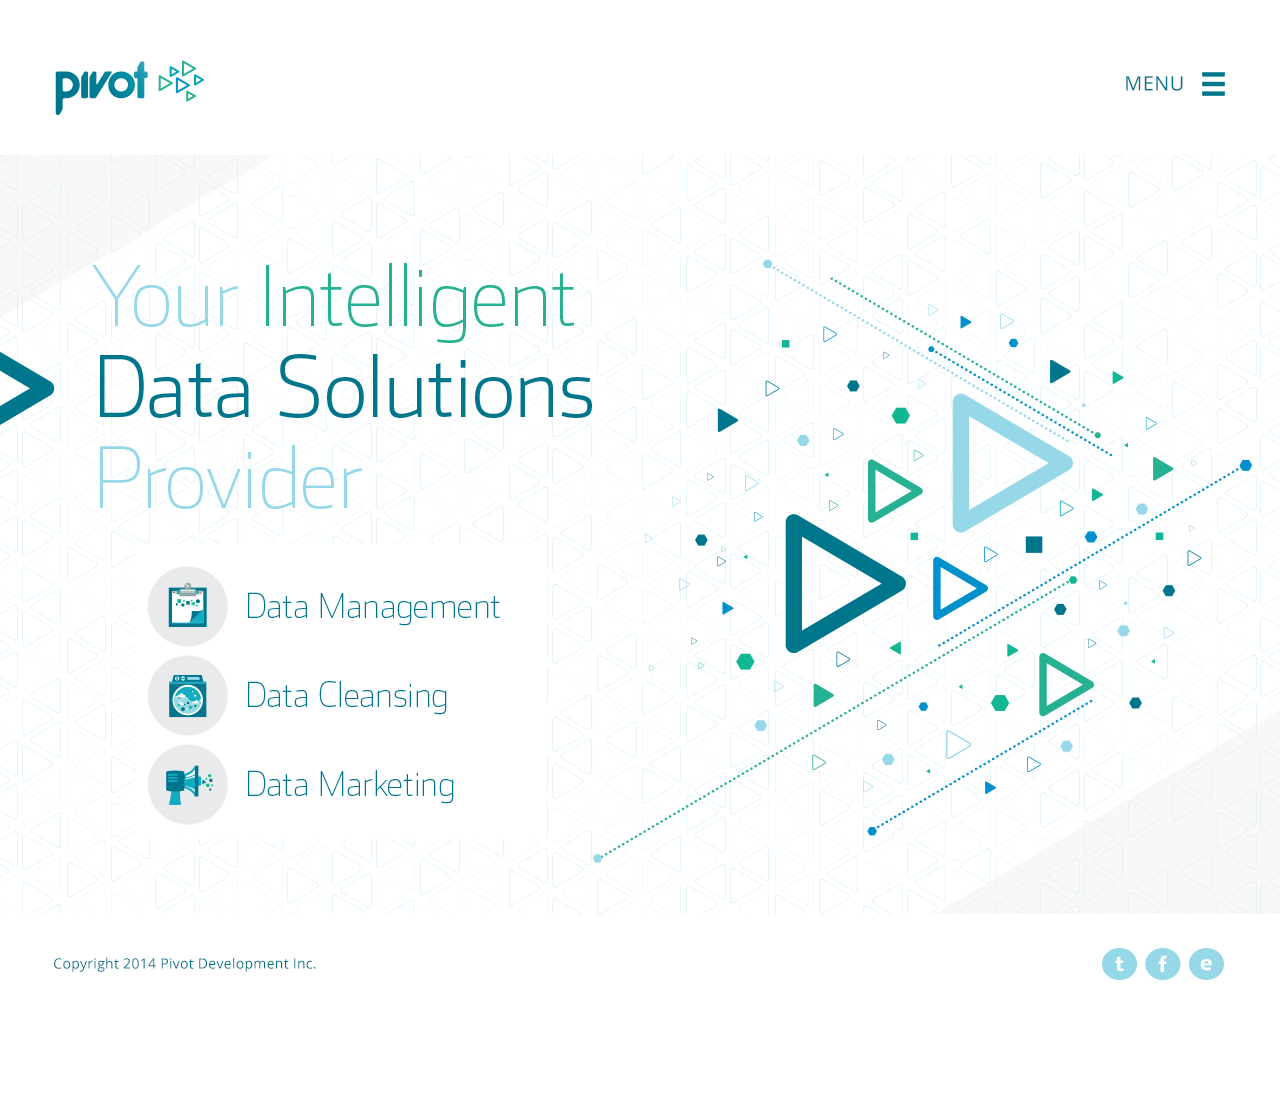 pivot
MENU
Your Intelligent
Data Solutions
Provider
Data Management
Data Cleansing
Data Marketing
Copyright 2014 Pivot Development Inc.
t f e